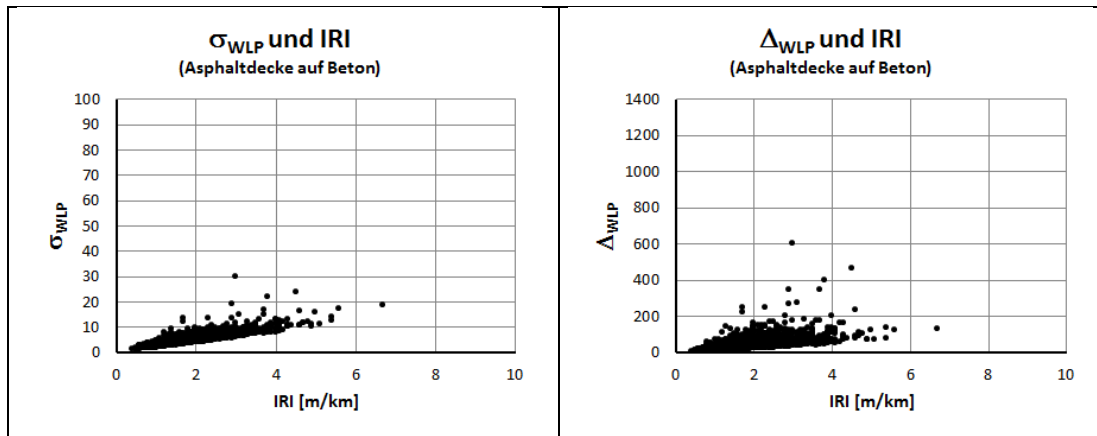 σWLP und IRI
(Asphaltdecke auf Beton)
100
90
80
70
60
50
40
30
20
10
0
σWLP
0 2 4 6 8 10
IRI [m/km]
ΔWLP und IRI
(Asphaltdecke auf Beton)
1400
1200
1000
800
600
400
200
0
ΔWLP
0 2 4 6 8 10
IRI [m/km]